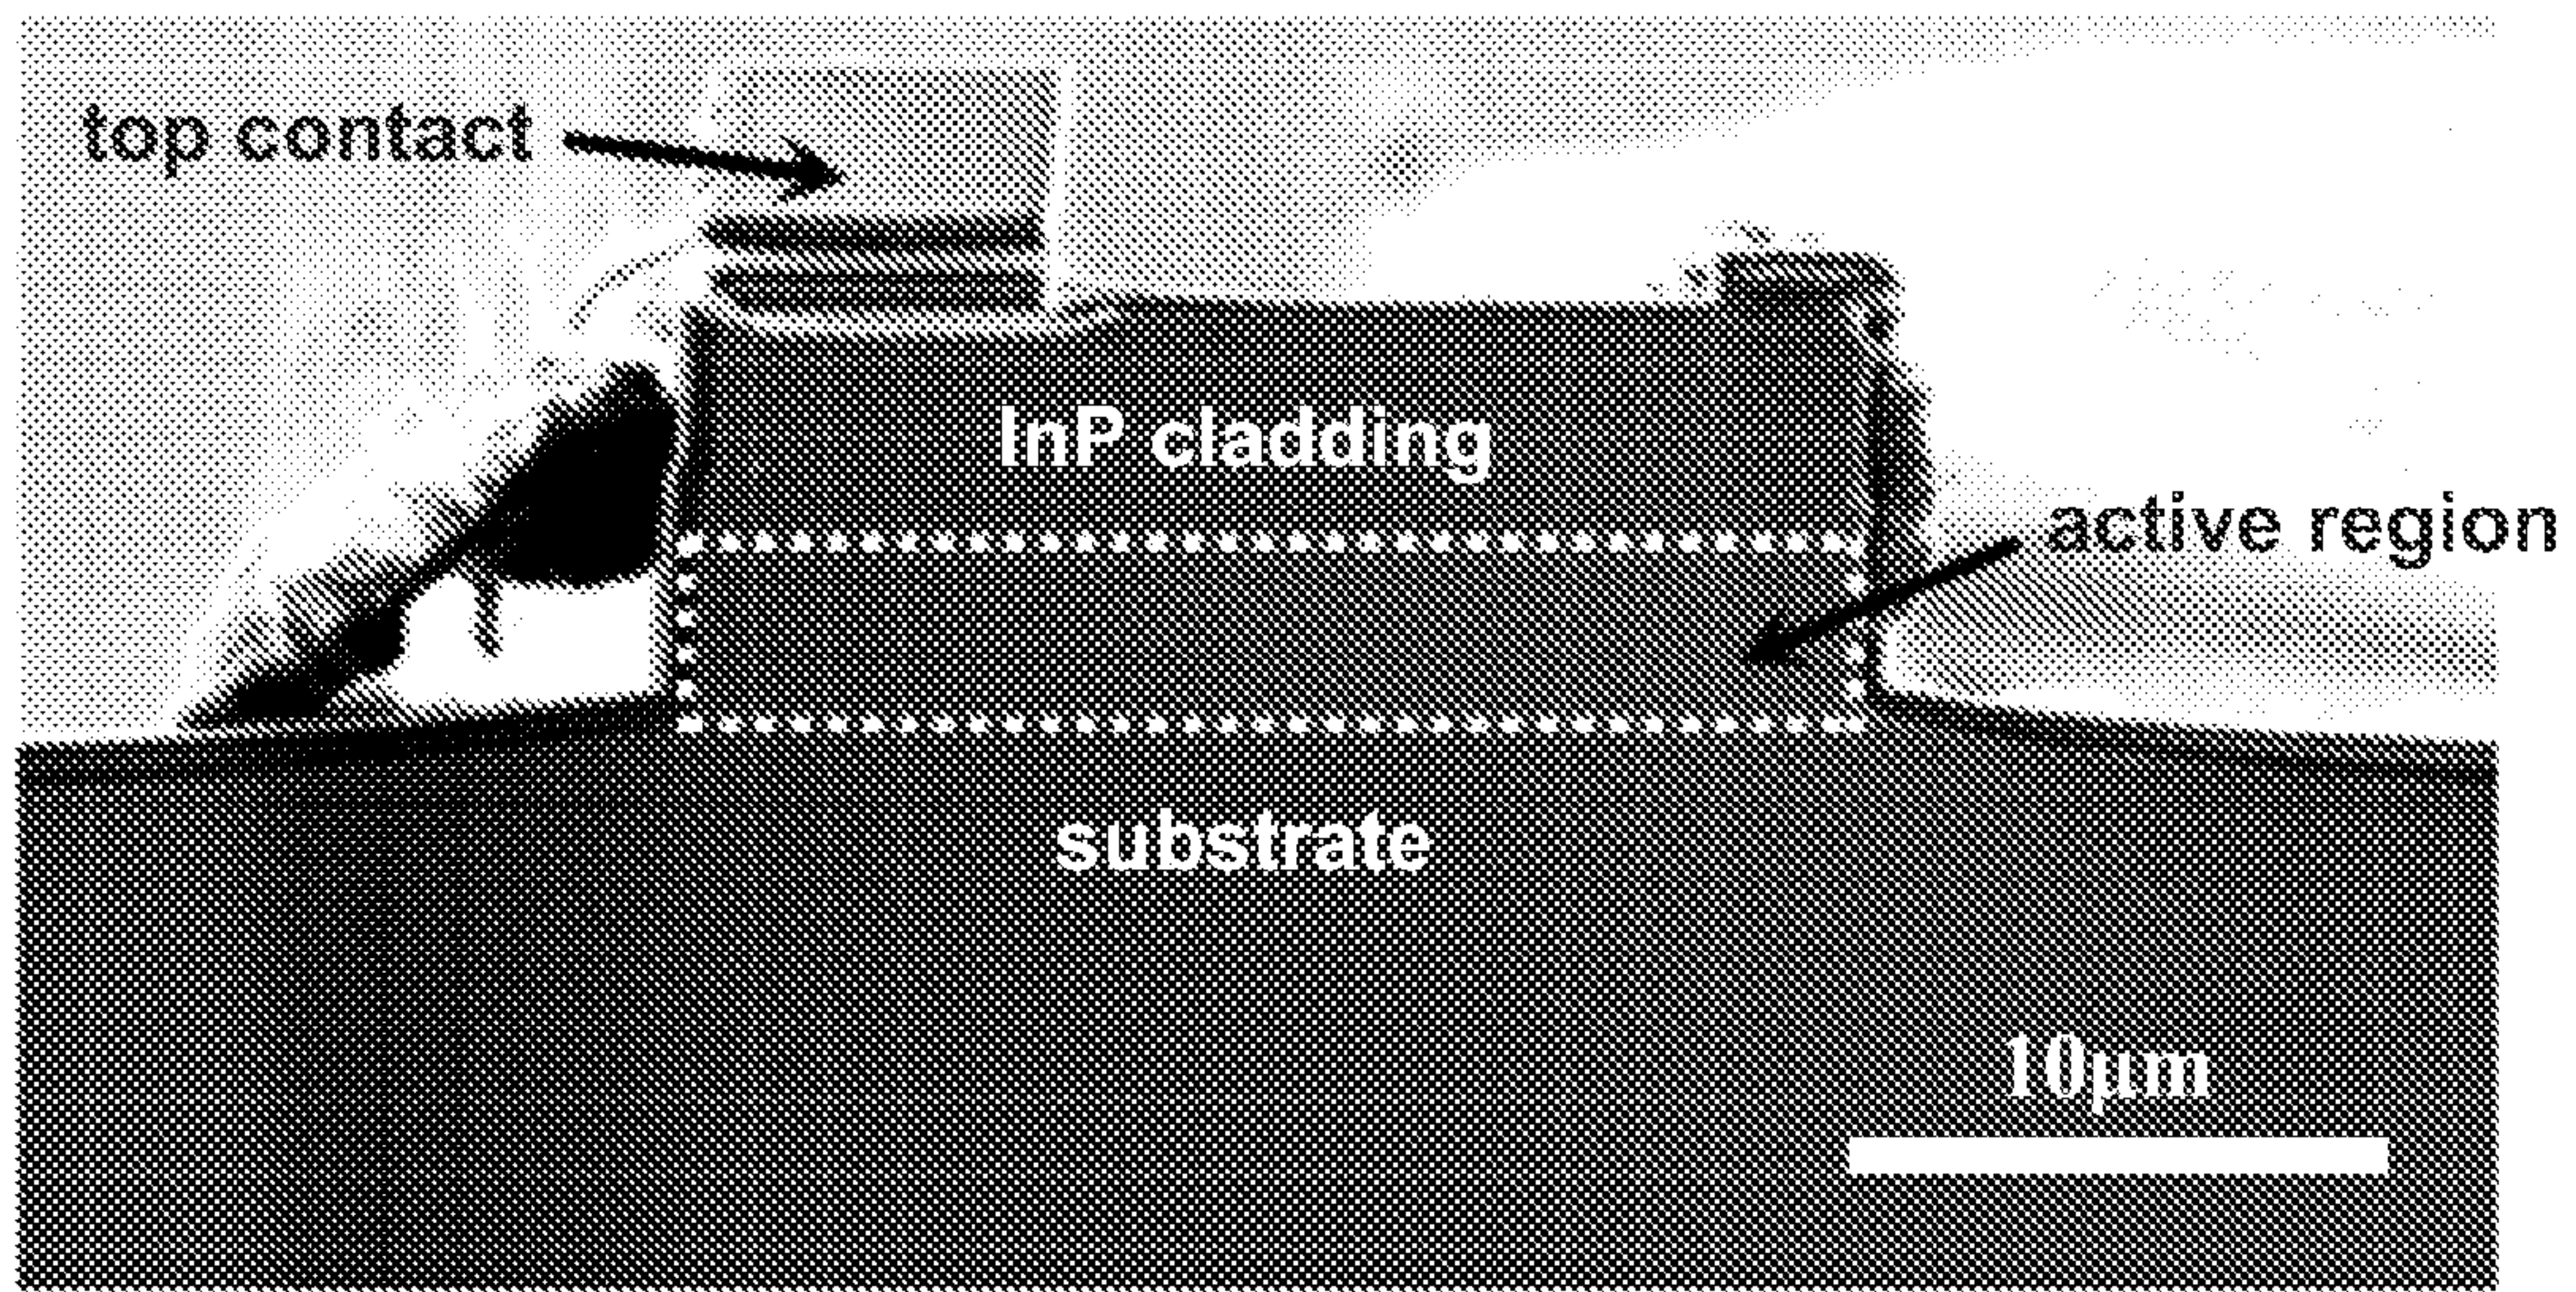 top contact
InP cladding
active region
substrate
10μm